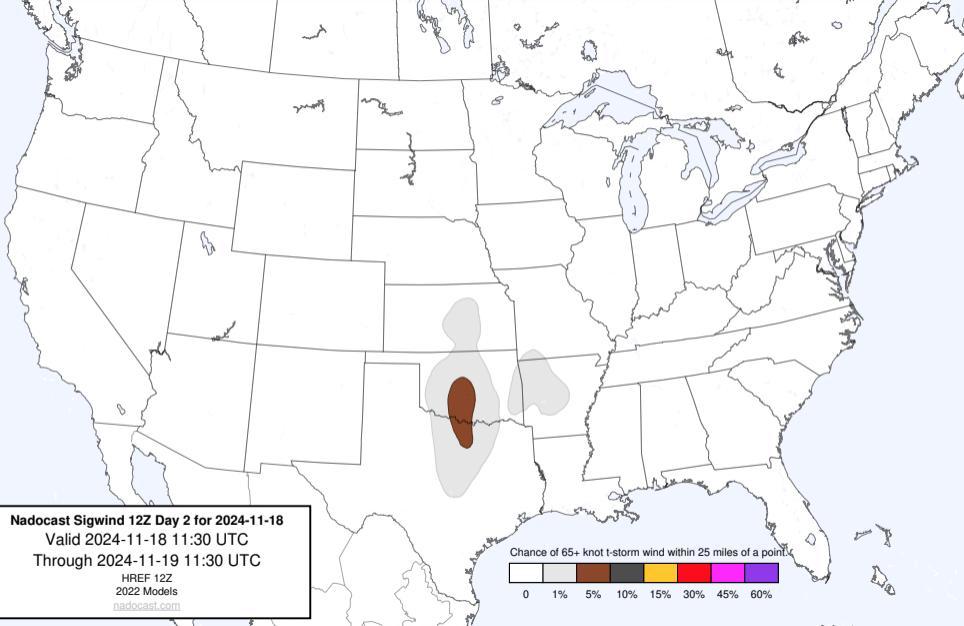 Nadocast Sigwind 12Z Day 2 for 2024-11-18
Valid 2024-11-18 11:30 UTC
Through 2024-11-19 11:30 UTC
HREF 12Z
2022 Models
nadocast.com
Chance of 65+ knot t-storm wind within 25 miles of a point.
0 1% 5% 10% 15% 30% 45% 60%